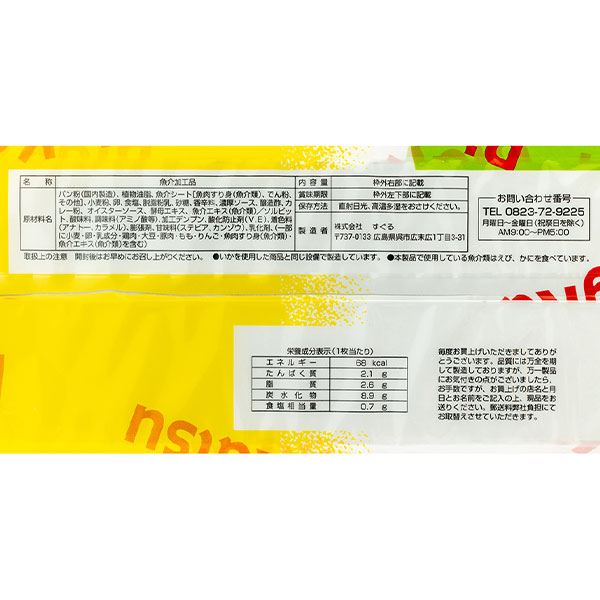 名 称 魚介加工品
原材料名 パン粉(国内製造)、植物油脂、魚介シート[魚肉すり身(魚介類)、でん粉、
その他]、小麦粉、卵、食塩、脱脂粉乳、砂糖、香辛料、濃厚ソース、醸造酢、カ
レー粉、オイスターソース、酵母エキス、魚介エキス(魚介類)／ソルビッ
ト、酸味料、調味料(アミノ酸等)、加工デンプン、酸化防止剤(V.E)、着色料
(アナトー、カラメル)、膨張剤、甘味料(ステビア、カンゾウ)、乳化剤、(一部
に小麦・卵・乳成分・鶏肉・大豆・豚肉・もも・りんご・魚肉すり身(魚介類)・
魚介エキス(魚介類)を含む)
内 容 量 枠外右部に記載
賞味期限 枠外左下部に記載
保存方法 直射日光、高温多湿をおさけください。
製 造 者 株式会社 すぐる
〒737-0133 広島県呉市広末広1丁目3-31
お問い合わせ番号
TEL 0823-72-9225
月曜日〜金曜日(祝祭日を除く)
AM9:00〜PM5:00
取扱上の注意 開封後はお早めにお召し上がりください。 ●いかを使用した商品と同じ設備で製造しています。 ●本製品で使用している魚介類はえび、かにを食べています。
栄養成分表示(1枚当たり)
エネルギー 68 kcal
たんぱく質 2.1 g
脂質 2.6 g
炭水化物 8.9 g
食塩相当量 0.7 g
毎度お買上げいただきましてありが
とうございます。品質には万全を期
して製造しておりますが、万一製品
にお気付きの点がございましたら、
お手数ですが、お買上げの店名と月
日とお名前をご記入の上、現品をお
送りください。郵送料弊社負担にて
お取替えさせていただきます。